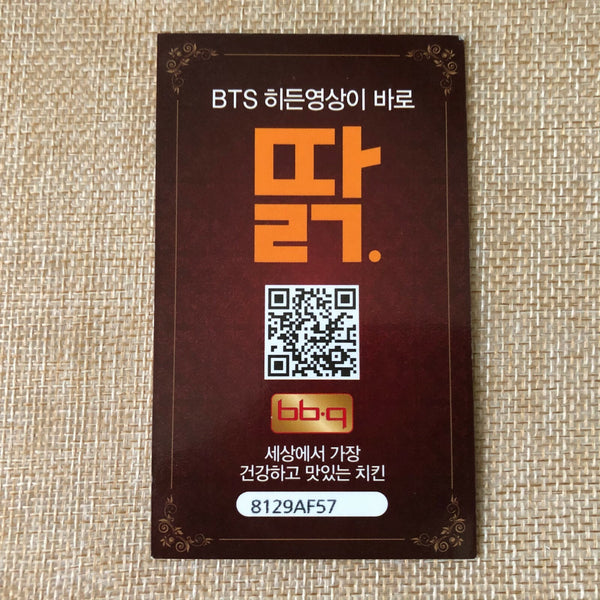 BTS 히든영상이 바로
딹.
bb·q
세상에서 가장
건강하고 맛있는 치킨
8129AF57